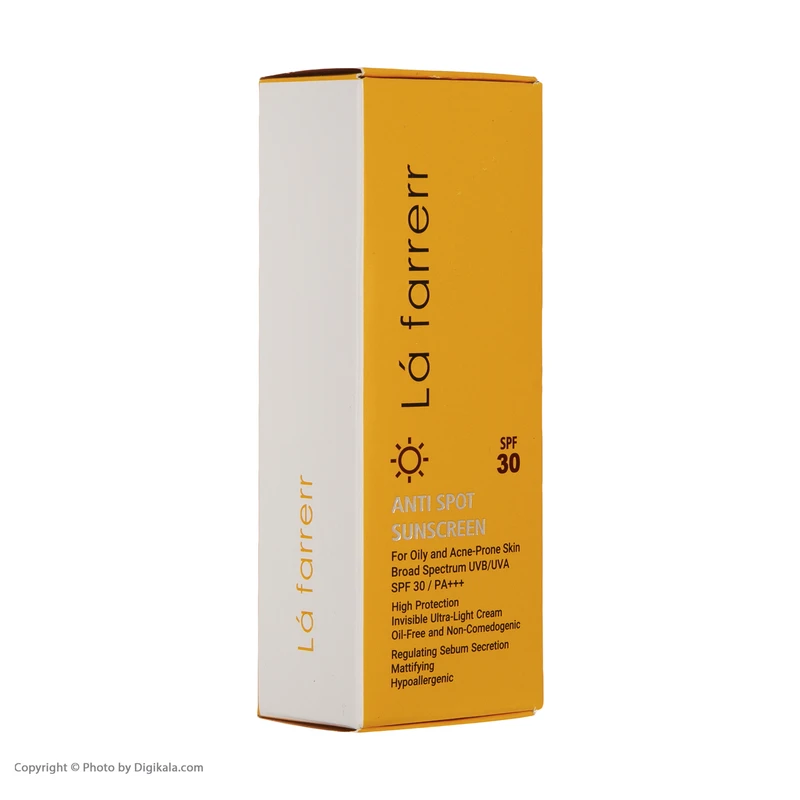 Lá farrerr
Lá farrerr
SPF
30
ANTI SPOT
SUNSCREEN
For Oily and Acne-Prone Skin
Broad Spectrum UVB/UVA
SPF 30 / PA+++
High Protection
Invisible Ultra-Light Cream
Oil-Free and Non-Comedogenic
Regulating Sebum Secretion
Mattifying
Hypoallergenic
Copyright © Photo by Digikala.com